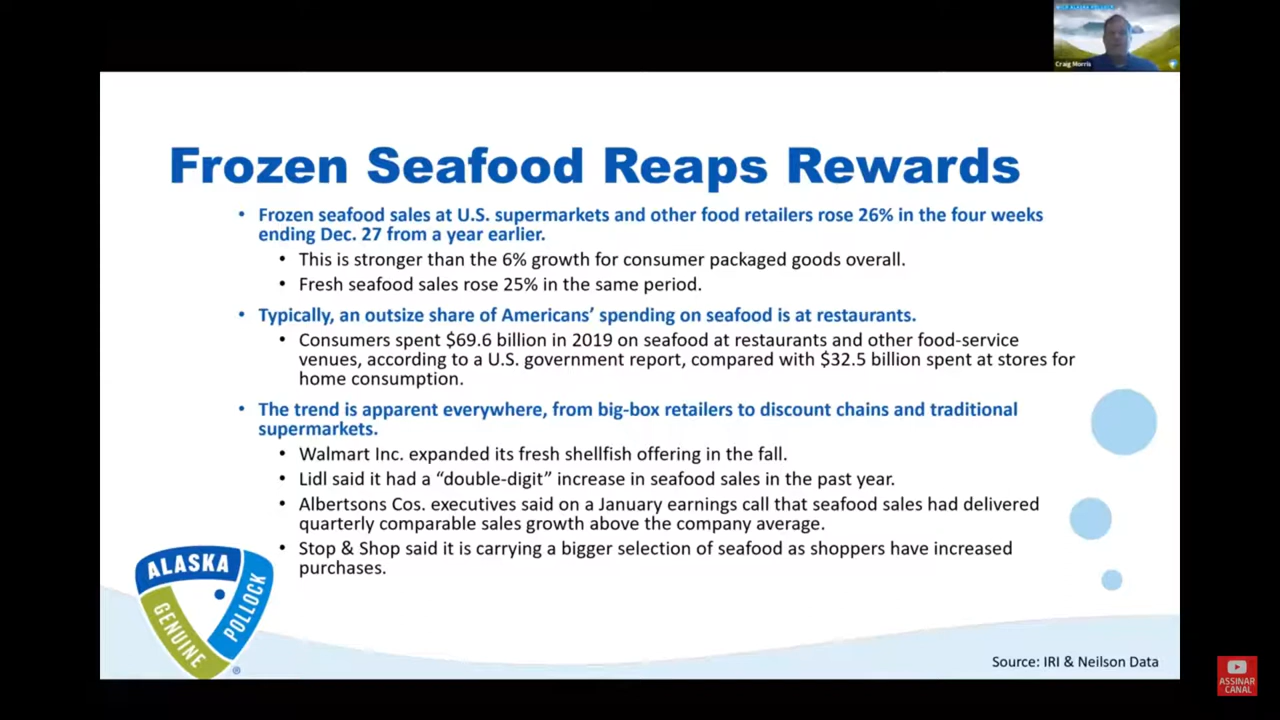 WITH ALASKA POLLOCK
Craig Morris
Frozen Seafood Reaps Rewards
• Frozen seafood sales at U.S. supermarkets and other food retailers rose 26% in the four weeks
ending Dec. 27 from a year earlier.
• This is stronger than the 6% growth for consumer packaged goods overall.
• Fresh seafood sales rose 25% in the same period.
• Typically, an outsize share of Americans’ spending on seafood is at restaurants.
• Consumers spent $69.6 billion in 2019 on seafood at restaurants and other food-service
venues, according to a U.S. government report, compared with $32.5 billion spent at stores for
home consumption.
• The trend is apparent everywhere, from big-box retailers to discount chains and traditional
supermarkets.
• Walmart Inc. expanded its fresh shellfish offering in the fall.
• Lidl said it had a “double-digit” increase in seafood sales in the past year.
• Albertsons Cos. executives said on a January earnings call that seafood sales had delivered
quarterly comparable sales growth above the company average.
• Stop & Shop said it is carrying a bigger selection of seafood as shoppers have increased
purchases.
ALASKA
POLLOCK
GENUINE
®
Source: IRI & Neilson Data
ASSINAR
CANAL